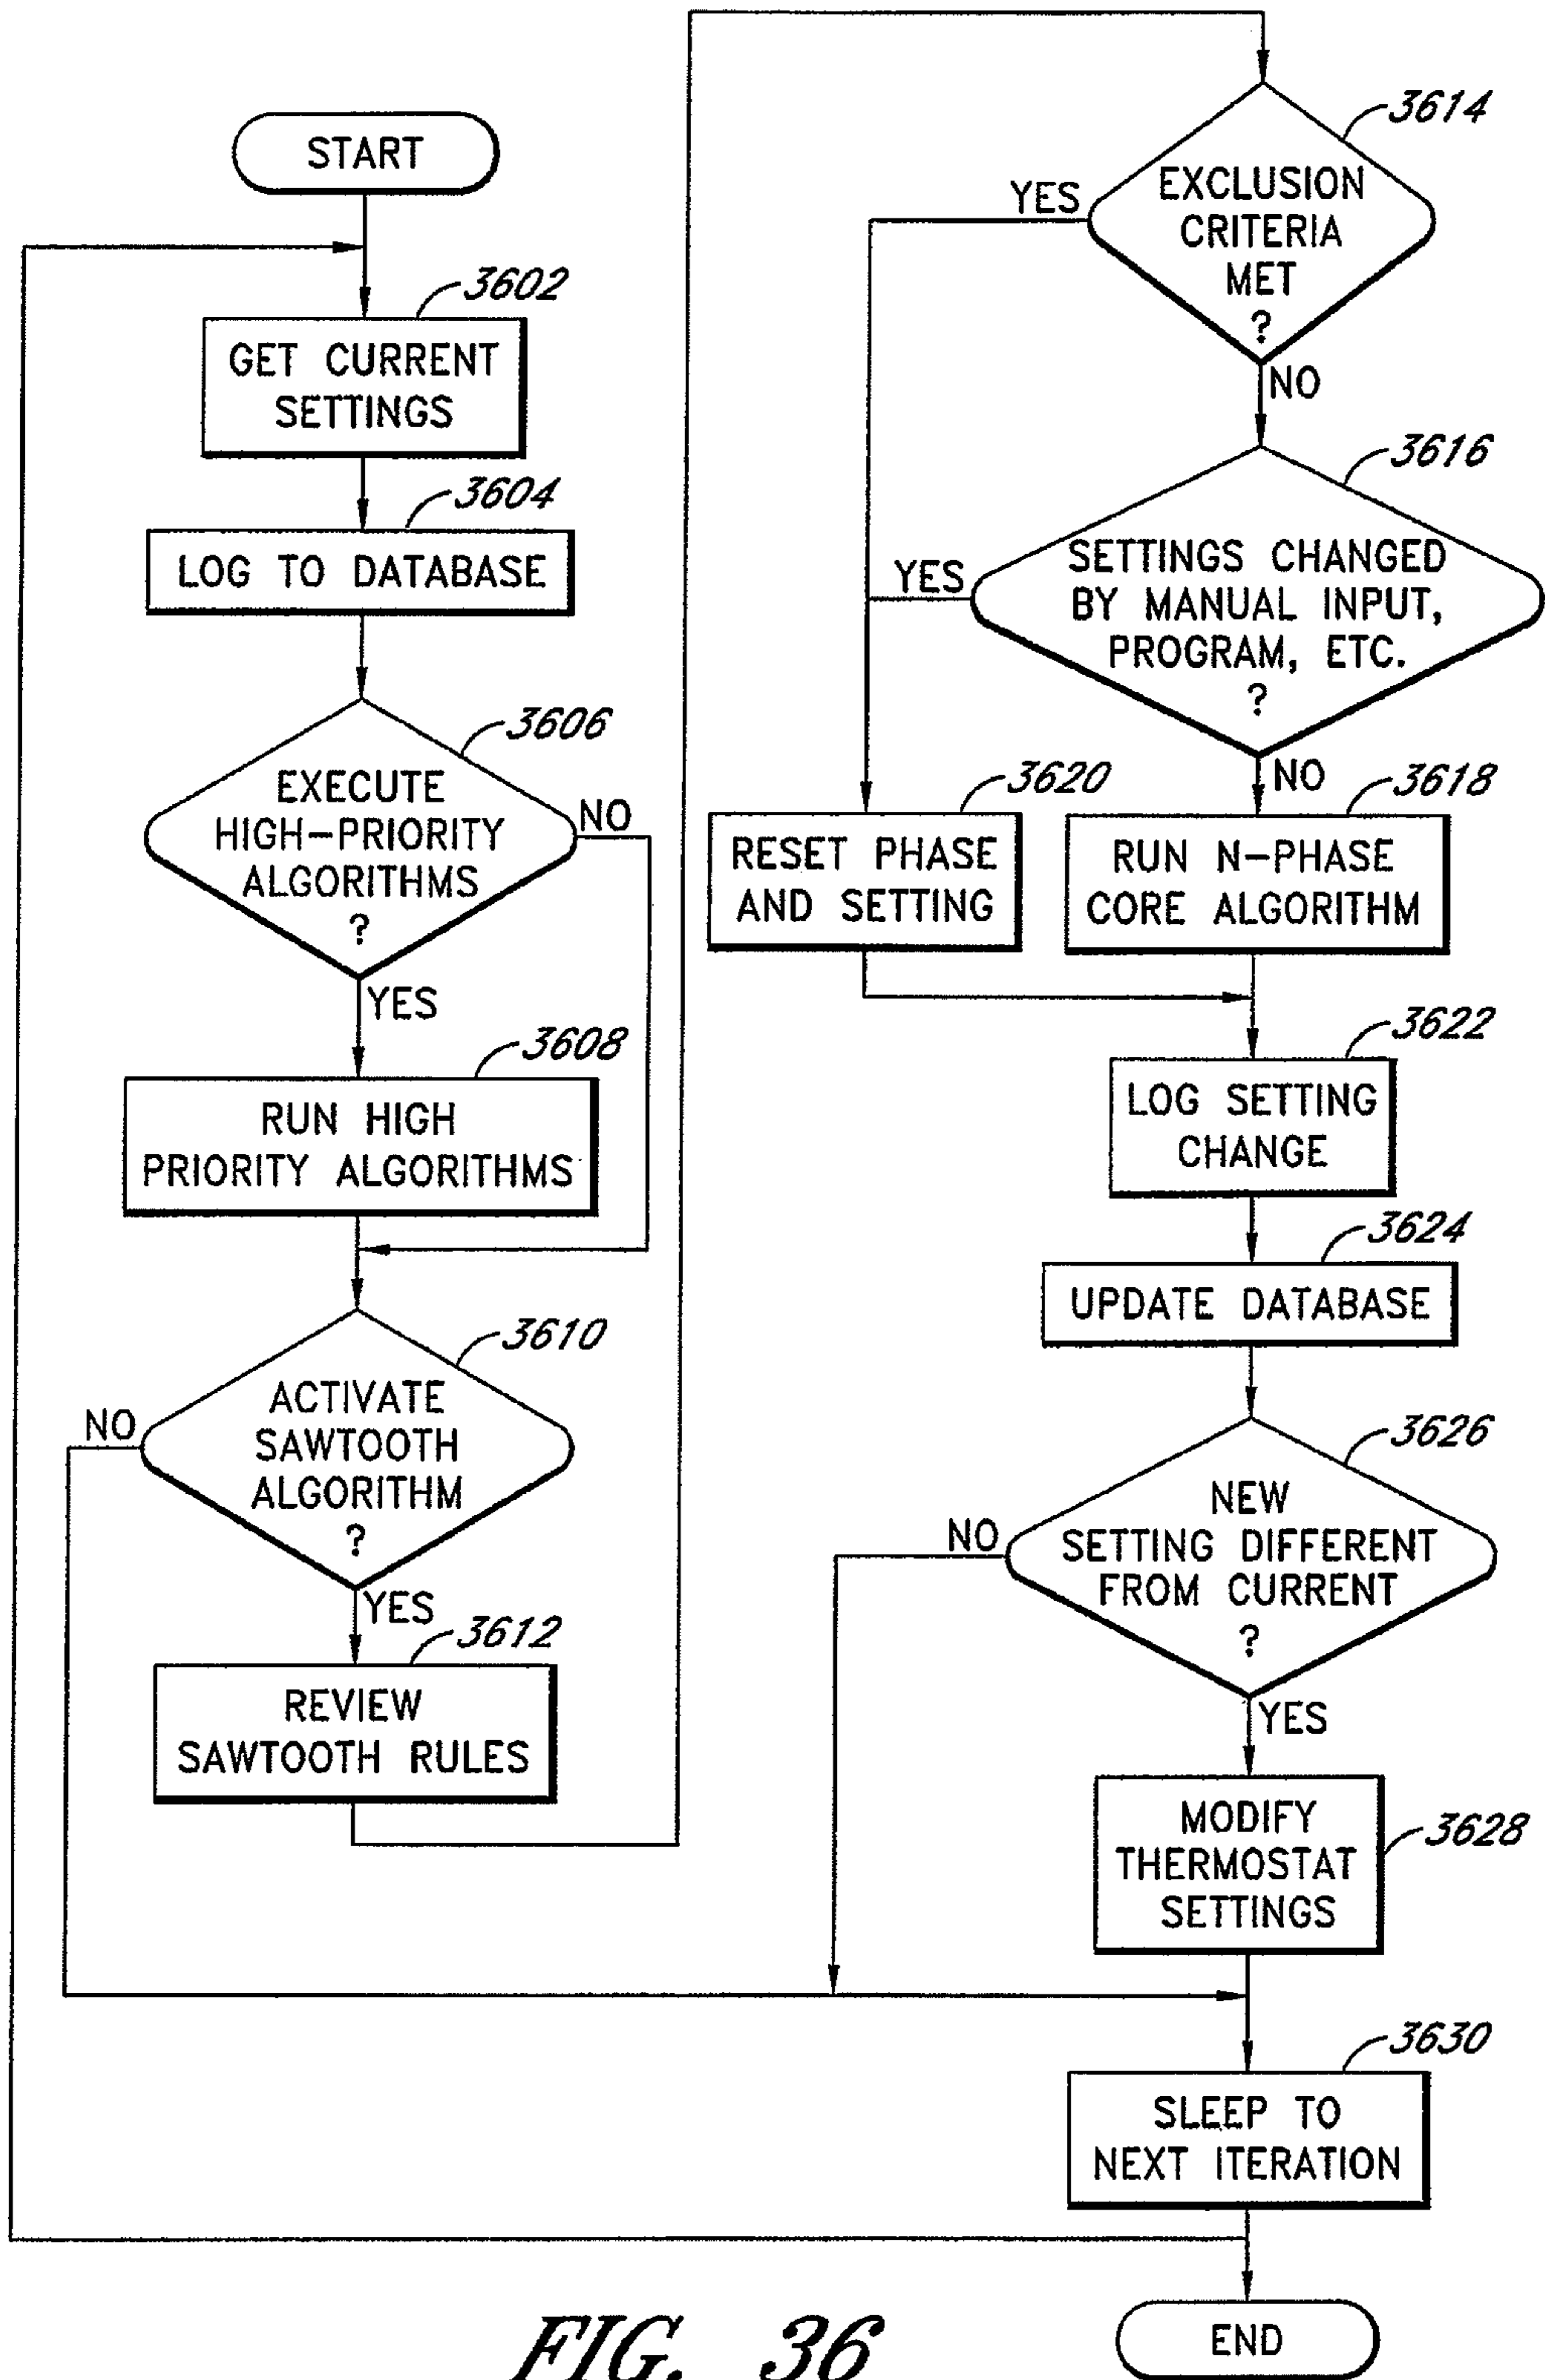 START
3602
GET CURRENT
SETTINGS
3604
LOG TO DATABASE
3606
EXECUTE
HIGH-PRIORITY
ALGORITHMS
?
NO
YES
3608
RUN HIGH
PRIORITY ALGORITHMS
3610
ACTIVATE
SAWTOOTH
ALGORITHM
?
NO
YES
3612
REVIEW
SAWTOOTH RULES
3614
EXCLUSION
CRITERIA
MET
?
YES
NO
3616
SETTINGS CHANGED
BY MANUAL INPUT,
PROGRAM, ETC.
?
YES
NO
3620
RESET PHASE
AND SETTING
3618
RUN N-PHASE
CORE ALGORITHM
3622
LOG SETTING
CHANGE
3624
UPDATE DATABASE
3626
NEW
SETTING DIFFERENT
FROM CURRENT
?
NO
YES
MODIFY
THERMOSTAT
SETTINGS
3628
3630
SLEEP TO
NEXT ITERATION
END
FIG. 36